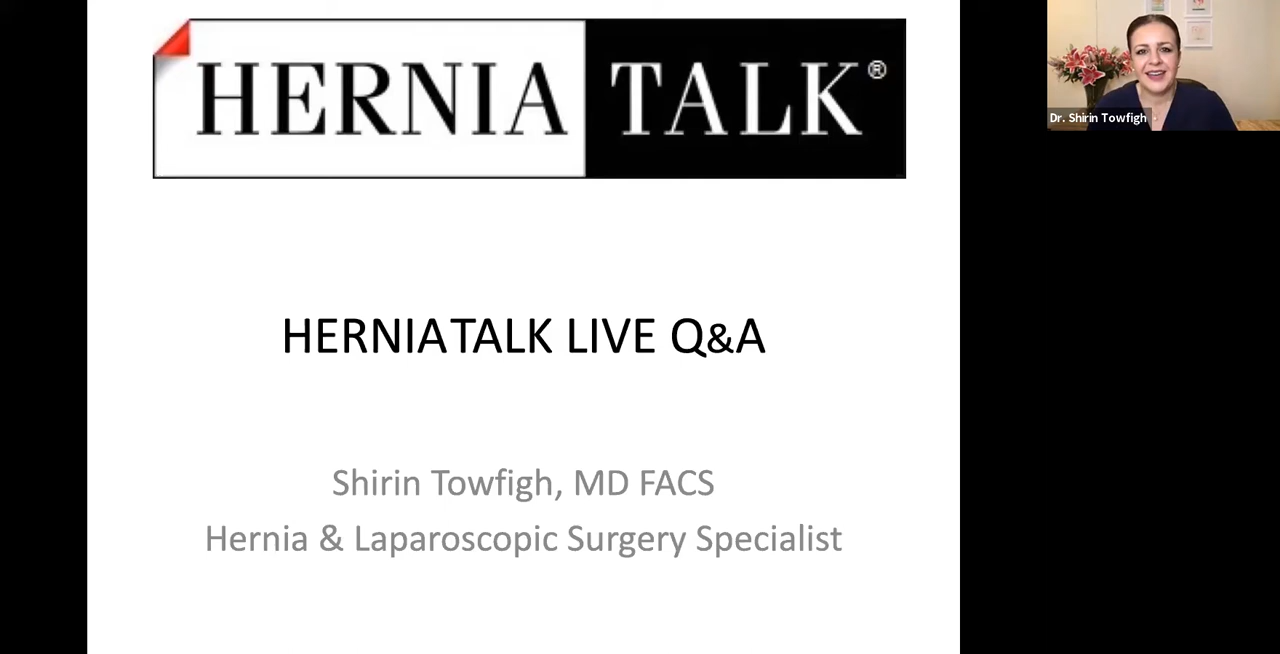 HERNIA TALK®
Dr. Shirin Towfigh
HERNIATALK LIVE Q&A
Shirin Towfigh, MD FACS
Hernia & Laparoscopic Surgery Specialist